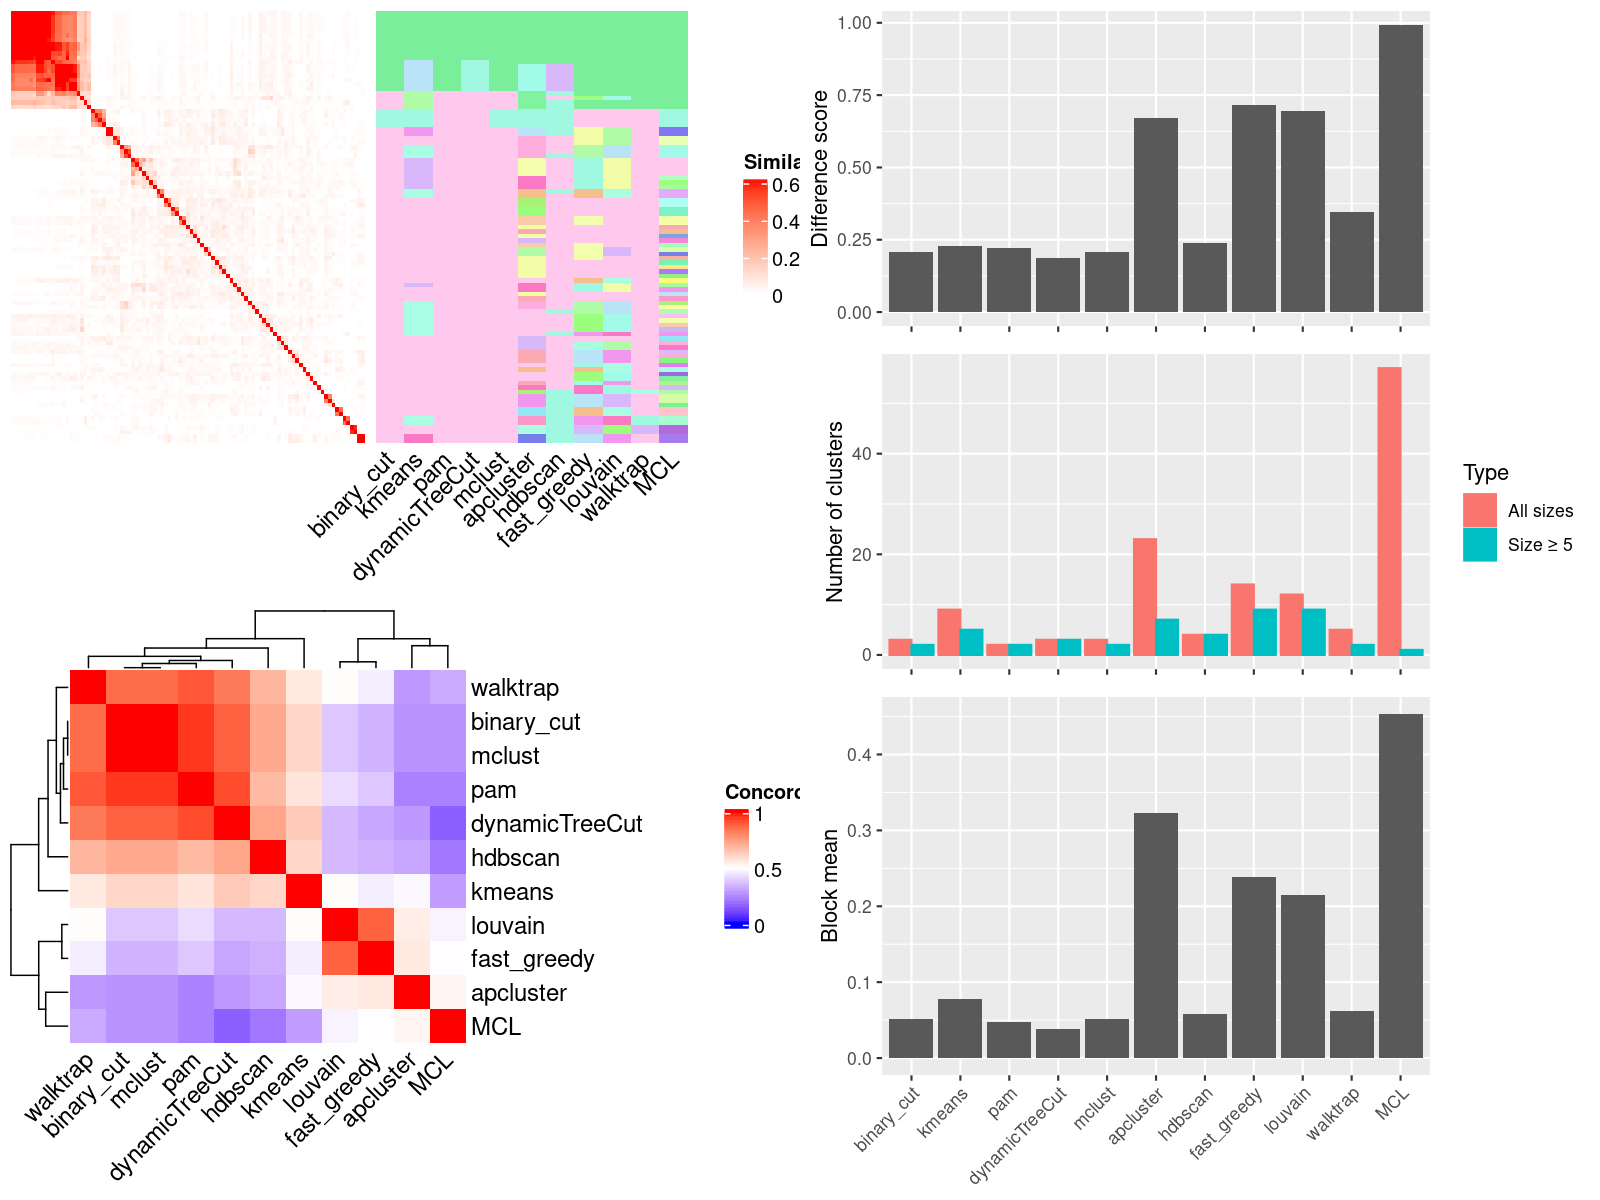 Simila
0.6
0.4
0.2
0
binary_cut
kmeans
pam
dynamicTreeCut
mclust
apcluster
hdbscan
fast_greedy
louvain
walktrap
MCL
walktrap
binary_cut
mclust
pam
dynamicTreeCut
hdbscan
kmeans
louvain
fast_greedy
apcluster
MCL
walktrap
binary_cut
mclust
pam
dynamicTreeCut
hdbscan
kmeans
louvain
fast_greedy
apcluster
MCL
Concord
1
0.5
0
Difference score
1.00
0.75
0.50
0.25
0.00
Number of clusters
40
20
0
Type
All sizes
Size ≥ 5
Block mean
0.4
0.3
0.2
0.1
0.0
binary_cut
kmeans
pam
dynamicTreeCut
mclust
apcluster
hdbscan
fast_greedy
louvain
walktrap
MCL